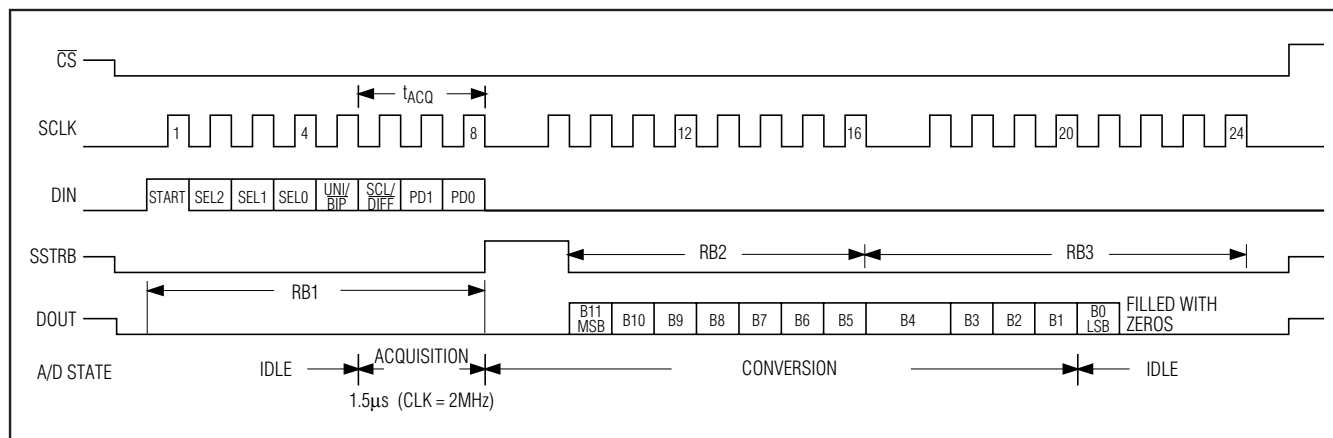 CS
tACQ
SCLK 1 4 8 12 16 20 24
DIN START SEL2 SEL1 SEL0 UNI/BIP SCL/DIFF PD1 PD0
SSTRB RB2 RB3
RB1
DOUT B11 MSB B10 B9 B8 B7 B6 B5 B4 B3 B2 B1 B0 LSB FILLED WITH ZEROS
A/D STATE IDLE ACQUISITION CONVERSION IDLE
1.5µs (CLK = 2MHz)